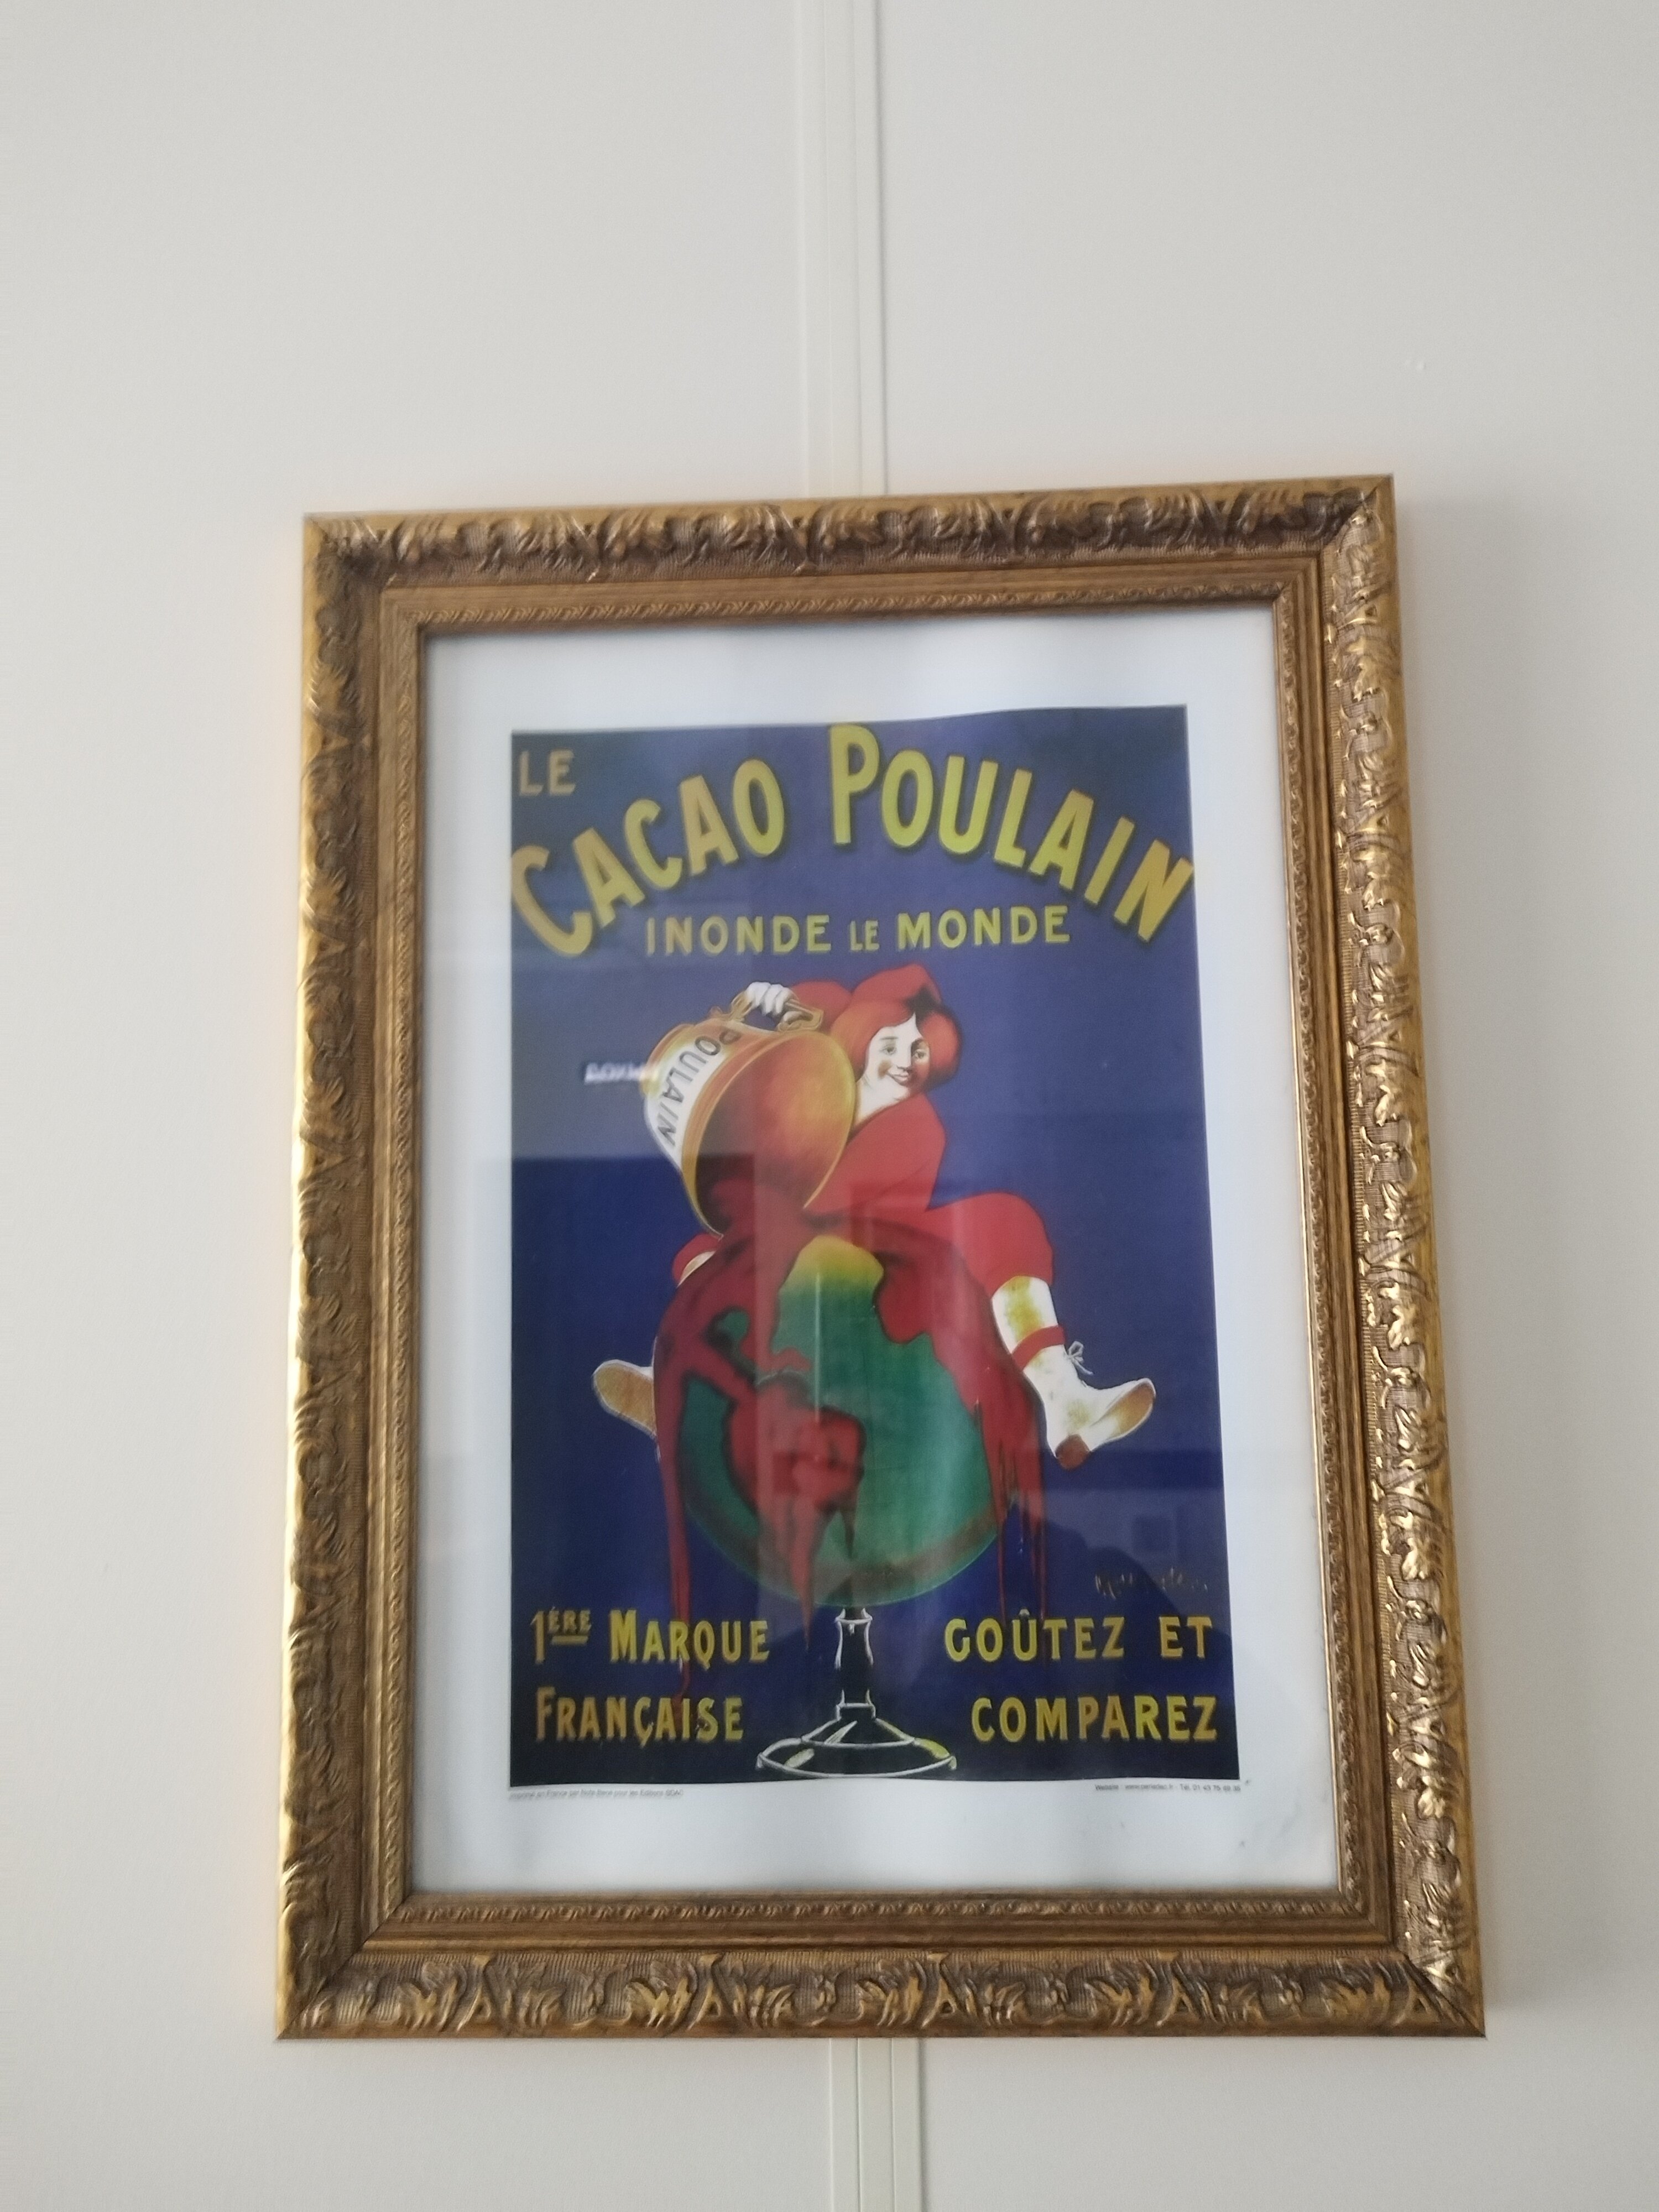 LE
CACAO POULAIN
INONDE LE MONDE
POULAIN
1ÈRE MARQUE
FRANÇAISE
GOÛTEZ ET
COMPAREZ